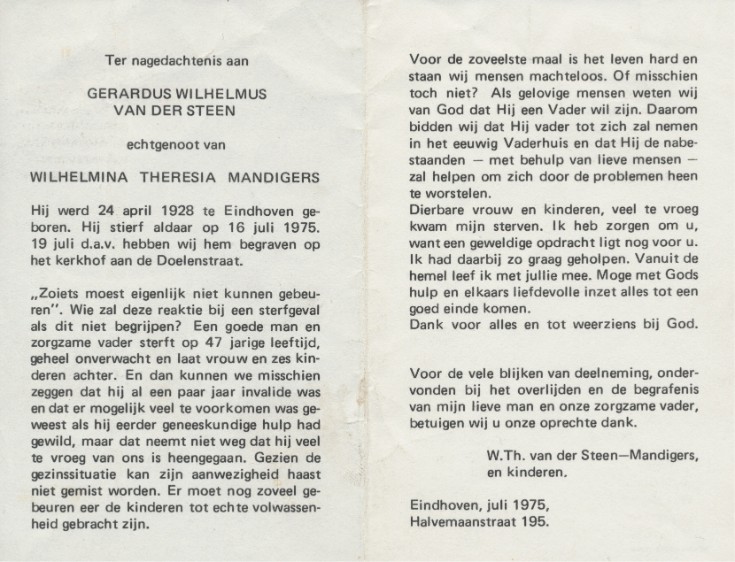 Ter nagedachtenis aan
GERARDUS WILHELMUS
VAN DER STEEN
echtgenoot van
WILHELMINA THERESIA MANDIGERS
Hij werd 24 april 1928 te Eindhoven ge-
boren. Hij stierf aldaar op 16 juli 1975.
19 juli d.a.v. hebben wij hem begraven op
het kerkhof aan de Doelenstraat.
„Zoiets moest eigenlijk niet kunnen gebeu-
ren". Wie zal deze reaktie bij een sterfgeval
als dit niet begrijpen? Een goede man en
zorgzame vader sterft op 47 jarige leeftijd,
geheel onverwacht en laat vrouw en zes kin-
deren achter. En dan kunnen we misschien
zeggen dat hij al een paar jaar invalide was
en dat er mogelijk veel te voorkomen was ge-
weest als hij eerder geneeskundige hulp had
gewild, maar dat neemt niet weg dat hij veel
te vroeg van ons is heengegaan. Gezien de
gezinssituatie kan zijn aanwezigheid haast
niet gemist worden. Er moet nog zoveel ge-
beuren eer de kinderen tot echte volwassen-
heid gebracht zijn.
Voor de zoveelste maal is het leven hard en
staan wij mensen machteloos. Of misschien
toch niet? Als gelovige mensen weten wij
van God dat Hij een Vader wil zijn. Daarom
bidden wij dat Hij vader tot zich zal nemen
in het eeuwig Vaderhuis en dat Hij de nabe-
staanden – met behulp van lieve mensen –
zal helpen om zich door de problemen heen
te worstelen.
Dierbare vrouw en kinderen, veel te vroeg
kwam mijn sterven. Ik heb zorgen om u,
want een geweldige opdracht ligt nog voor u.
Ik had daarbij zo graag geholpen. Vanuit de
hemel leef ik met jullie mee. Moge met Gods
hulp en elkaars liefdevolle inzet alles tot een
goed einde komen.
Dank voor alles en tot weerziens bij God.
Voor de vele blijken van deelneming, onder-
vonden bij het overlijden en de begrafenis
van mijn lieve man en onze zorgzame vader,
betuigen wij u onze oprechte dank.
W.Th. van der Steen–Mandigers,
en kinderen.
Eindhoven, juli 1975,
Halvemaanstraat 195.